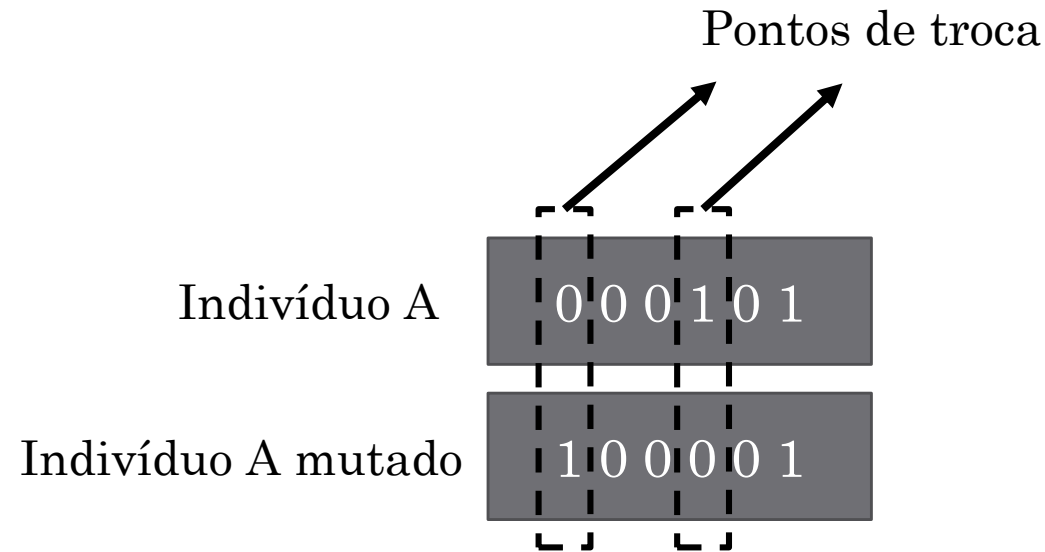 Pontos de troca
Indivíduo A 0 0 0 1 0 1
Indivíduo A mutado 1 0 0 0 0 1